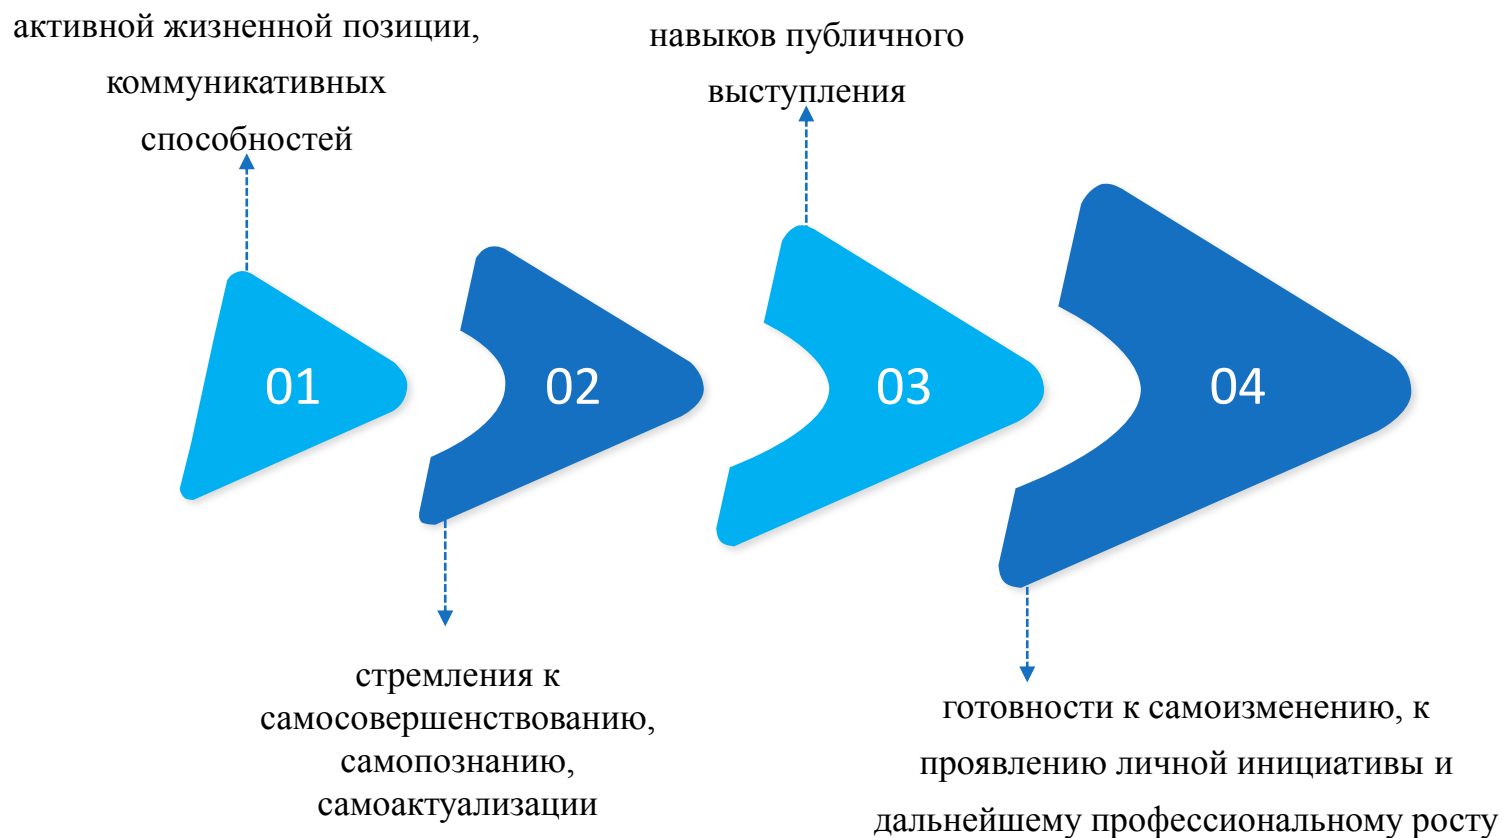 активной жизненной позиции,
коммуникативных
способностей
навыков публичного
выступления
01
02
03
04
стремления к
самосовершенствованию,
самопознанию,
самоактуализации
готовности к самоизменению, к
проявлению личной инициативы и
дальнейшему профессиональному росту